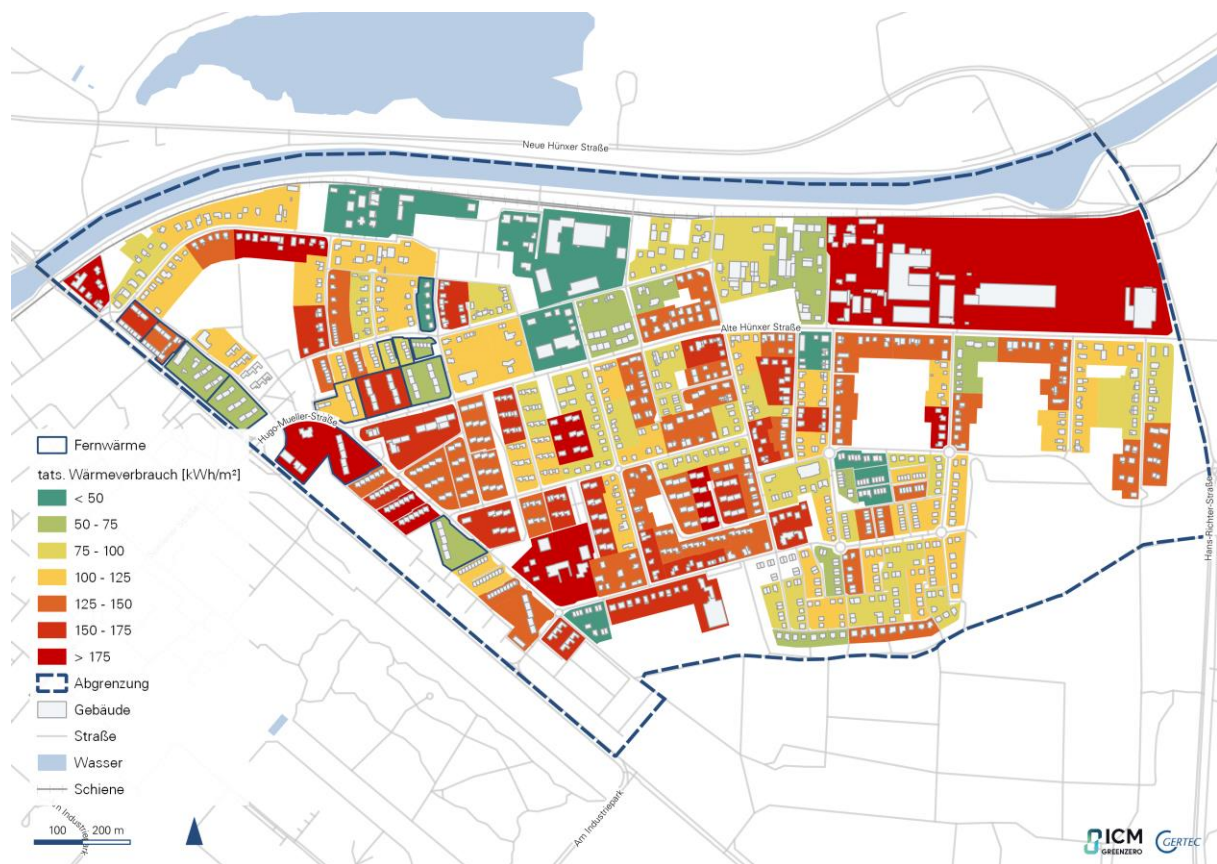 Neue Hünxer Straße
Alte Hünxer Straße
Hugo-Mueller-Straße
Hans-Richter-Straße
Fernwärme
tats. Wärmeverbrauch [kWh/m²]
< 50
50 - 75
75 - 100
100 - 125
125 - 150
150 - 175
> 175
Abgrenzung
Gebäude
Straße
Wasser
Schiene
Industriepark
100 200 m
Am Industriepark
ICM
GREENZERO
GERTEC